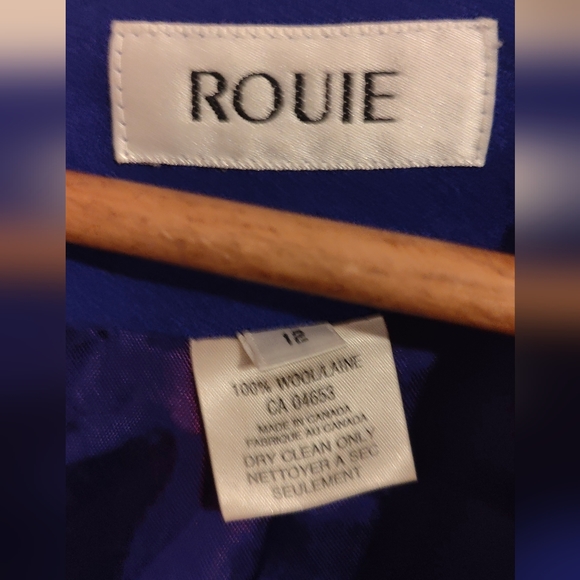 ROUIE
12
100% WOOL/LAINE
CA 04653
MADE IN CANADA
FABRIQUE AU CANADA
DRY CLEAN ONLY
NETTOYER A SEC
SEULEMENT